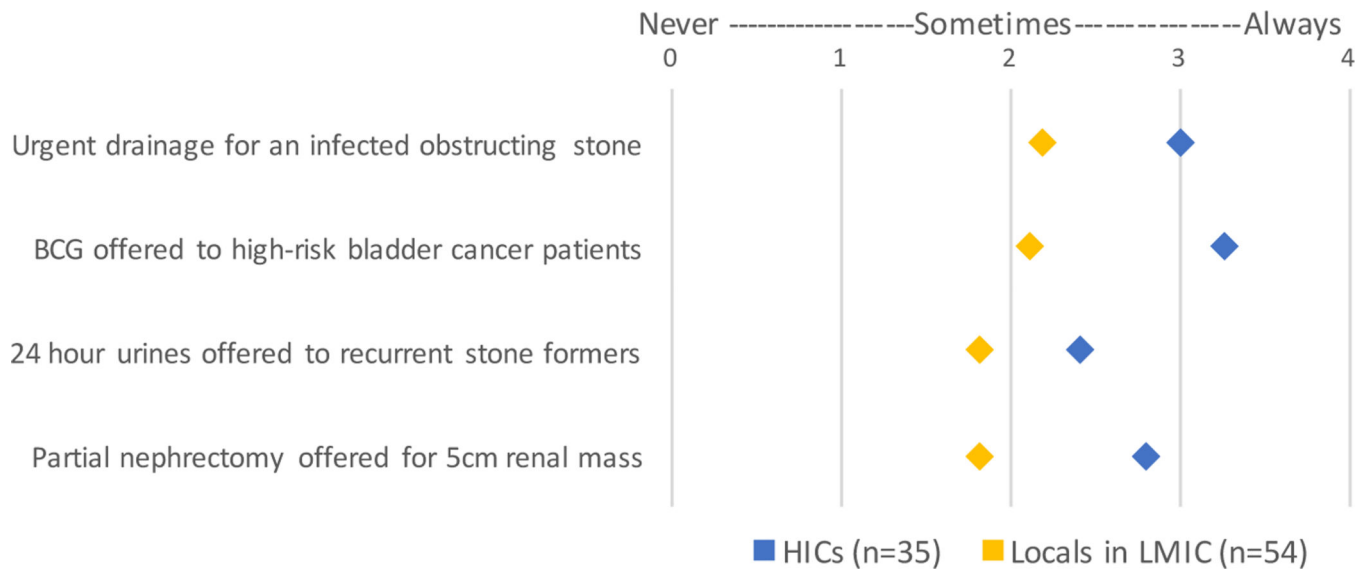 Never -------------------Sometimes------------------Always
0 1 2 3 4
Urgent drainage for an infected obstructing stone
BCG offered to high-risk bladder cancer patients
24 hour urines offered to recurrent stone formers
Partial nephrectomy offered for 5cm renal mass
HICs (n=35) Locals in LMIC (n=54)